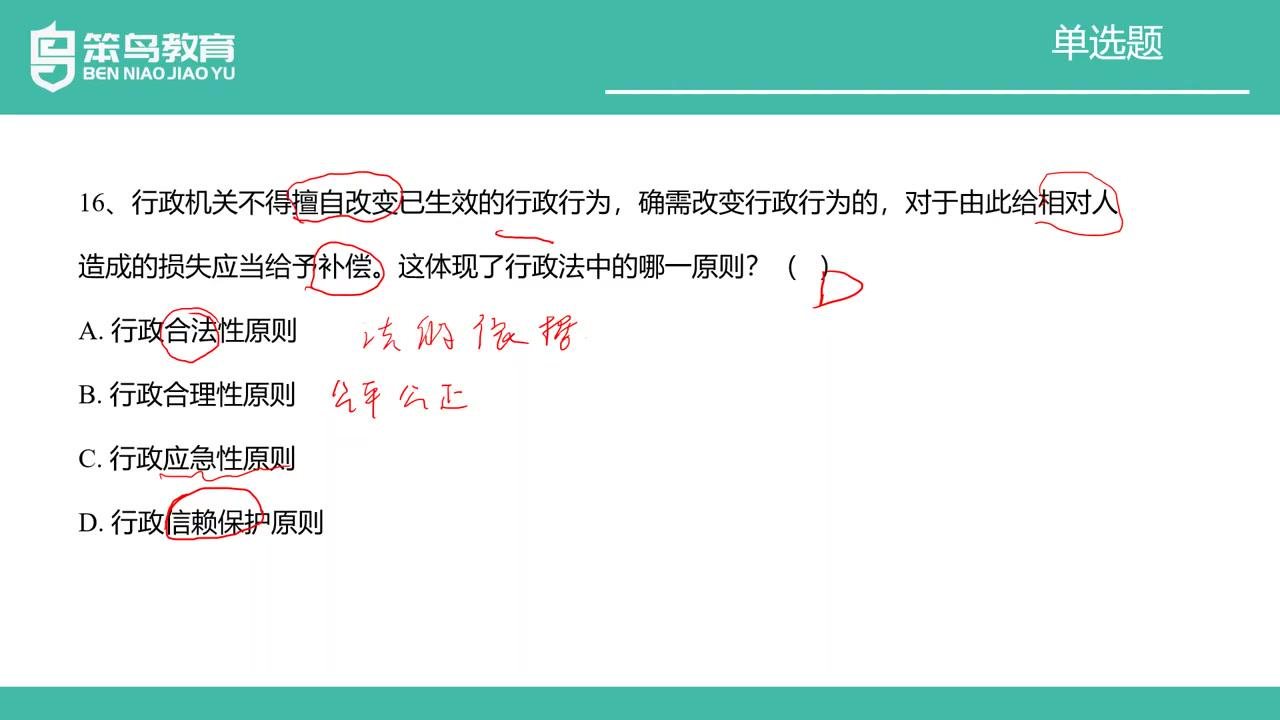 笨鸟教育
BEN NIAO JIAO YU
单选题
16、行政机关不得擅自改变已生效的行政行为，确需改变行政行为的，对于由此给相对人
造成的损失应当给予补偿。这体现了行政法中的哪一原则？（ ）
D
A. 行政合法性原则 法的依据
B. 行政合理性原则 公平公正
C. 行政应急性原则
D. 行政信赖保护原则